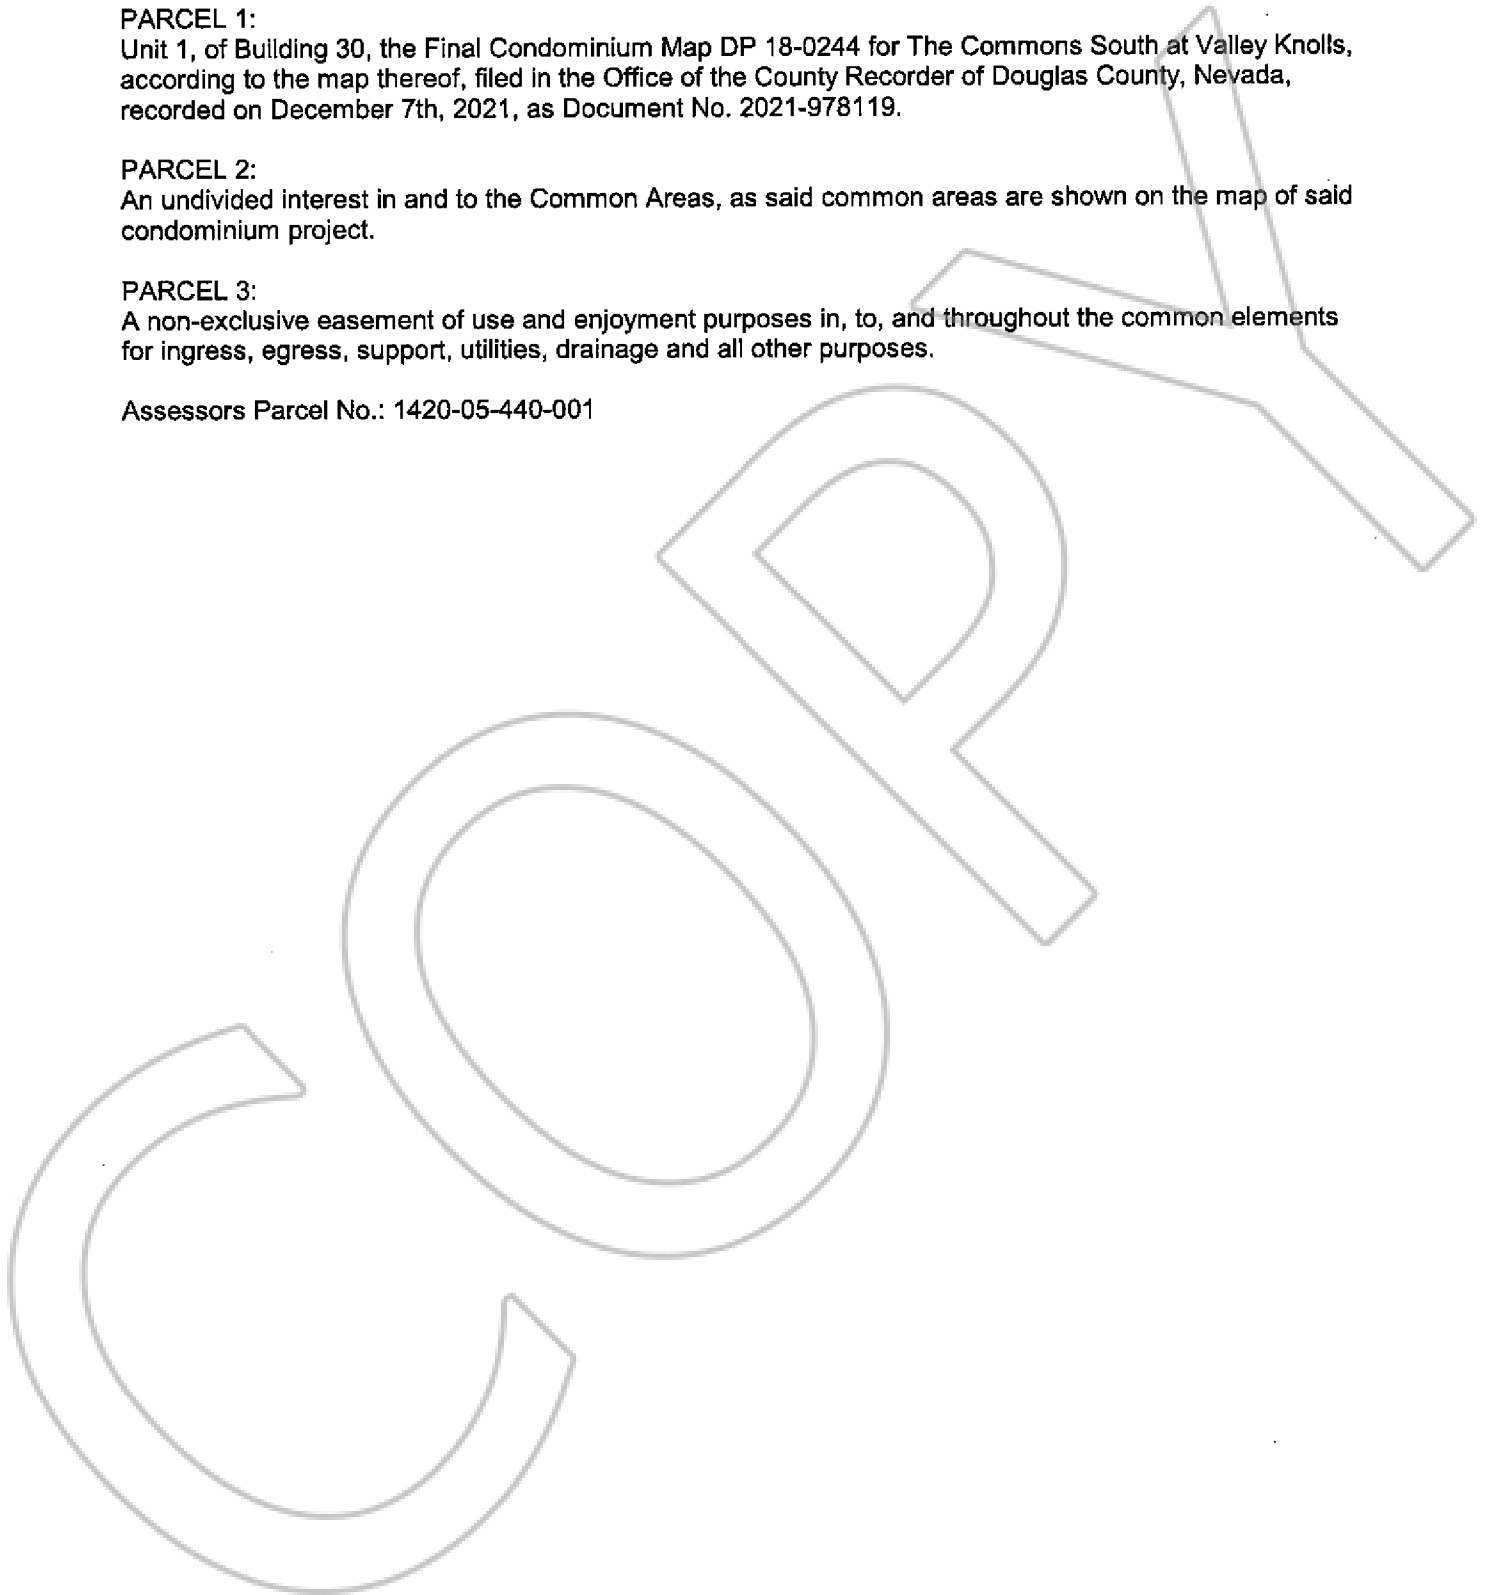 PARCEL 1:
Unit 1, of Building 30, the Final Condominium Map DP 18-0244 for The Commons South at Valley Knolls,
according to the map thereof, filed in the Office of the County Recorder of Douglas County, Nevada,
recorded on December 7th, 2021, as Document No. 2021-978119.
PARCEL 2:
An undivided interest in and to the Common Areas, as said common areas are shown on the map of said
condominium project.
PARCEL 3:
A non-exclusive easement of use and enjoyment purposes in, to, and throughout the common elements
for ingress, egress, support, utilities, drainage and all other purposes.
Assessors Parcel No.: 1420-05-440-001
COPY